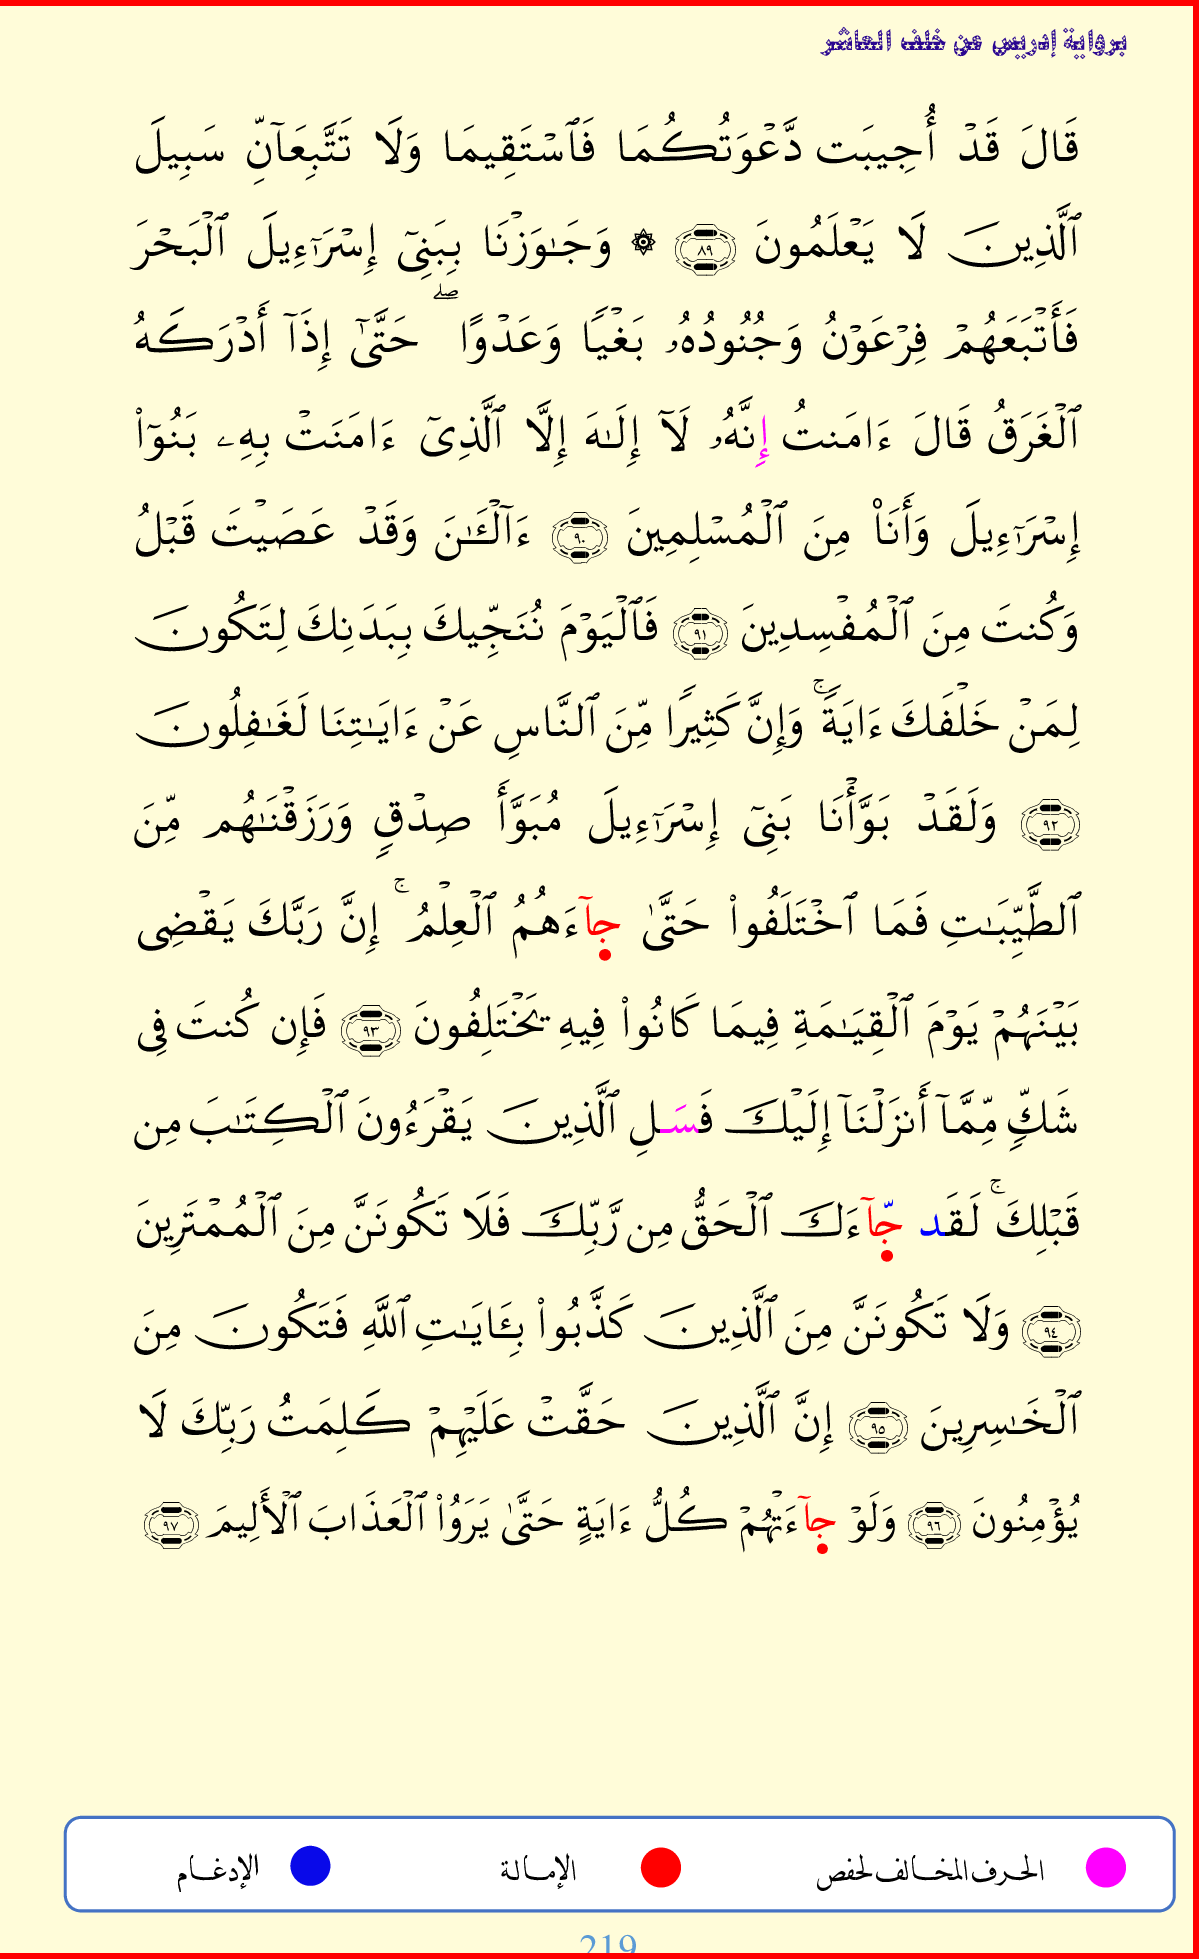 برواية إدريس عن خلف العاشر
قَالَ قَدۡ أُجِيبَت دَّعۡوَتُكُمَا فَٱسۡتَقِيمَا وَلَا تَتَّبِعَآنِّ سَبِيلَ
ٱلَّذِينَ لَا يَعۡلَمُونَ ٨٩ ۞ وَجَٰوَزۡنَا بِبَنِيٓ إِسۡرَٰٓءِيلَ ٱلۡبَحۡرَ
فَأَتۡبَعَهُمۡ فِرۡعَوۡنُ وَجُنُودُهُۥ بَغۡيٗا وَعَدۡوًاۖ حَتَّىٰٓ إِذَآ أَدۡرَكَهُ
ٱلۡغَرَقُ قَالَ ءَامَنتُ إِنَّهُۥ لَآ إِلَٰهَ إِلَّا ٱلَّذِيٓ ءَامَنَتۡ بِهِۦ بَنُوٓاْ
إِسۡرَٰٓءِيلَ وَأَنَا۠ مِنَ ٱلۡمُسۡلِمِينَ ٩٠ ءَآلۡـَٰٔنَ وَقَدۡ عَصَيۡتَ قَبۡلُ
وَكُنتَ مِنَ ٱلۡمُفۡسِدِينَ ٩١ فَٱلۡيَوۡمَ نُنَجِّيكَ بِبَدَنِكَ لِتَكُونَ
لِمَنۡ خَلۡفَكَ ءَايَةٗۚ وَإِنَّ كَثِيرٗا مِّنَ ٱلنَّاسِ عَنۡ ءَايَٰتِنَا لَغَٰفِلُونَ
٩٢ وَلَقَدۡ بَوَّأۡنَا بَنِيٓ إِسۡرَٰٓءِيلَ مُبَوَّأَ صِدۡقٖ وَرَزَقۡنَٰهُم مِّنَ
ٱلطَّيِّبَٰتِ فَمَا ٱخۡتَلَفُواْ حَتَّىٰ جَآءَهُمُ ٱلۡعِلۡمُۚ إِنَّ رَبَّكَ يَقۡضِي
بَيۡنَهُمۡ يَوۡمَ ٱلۡقِيَٰمَةِ فِيمَا كَانُواْ فِيهِ يَخۡتَلِفُونَ ٩٣ فَإِن كُنتَ فِي
شَكّٖ مِّمَّآ أَنزَلۡنَآ إِلَيۡكَ فَسَلِ ٱلَّذِينَ يَقۡرَءُونَ ٱلۡكِتَٰبَ مِن
قَبۡلِكَۚ لَقَد جَّآءَكَ ٱلۡحَقُّ مِن رَّبِّكَ فَلَا تَكُونَنَّ مِنَ ٱلۡمُمۡتَرِينَ
٩٤ وَلَا تَكُونَنَّ مِنَ ٱلَّذِينَ كَذَّبُواْ بِـَٔايَٰتِ ٱللَّهِ فَتَكُونَ مِنَ
ٱلۡخَٰسِرِينَ ٩٥ إِنَّ ٱلَّذِينَ حَقَّتۡ عَلَيۡهِمۡ كَلِمَتُ رَبِّكَ لَا
يُؤۡمِنُونَ ٩٦ وَلَوۡ جَآءَتۡهُمۡ كُلُّ ءَايَةٍ حَتَّىٰ يَرَوُاْ ٱلۡعَذَابَ ٱلۡأَلِيمَ ٩٧
الحرف المخالف لحفص الإمالة الإدغام
219